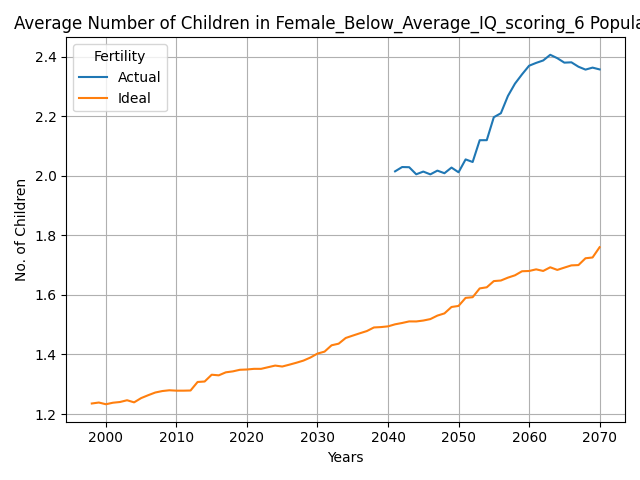 Average Number of Children in Female_Below_Average_IQ_scoring_6 Popula
Fertility
Actual
Ideal
No. of Children
2.4
2.2
2.0
1.8
1.6
1.4
1.2
2000 2010 2020 2030 2040 2050 2060 2070
Years